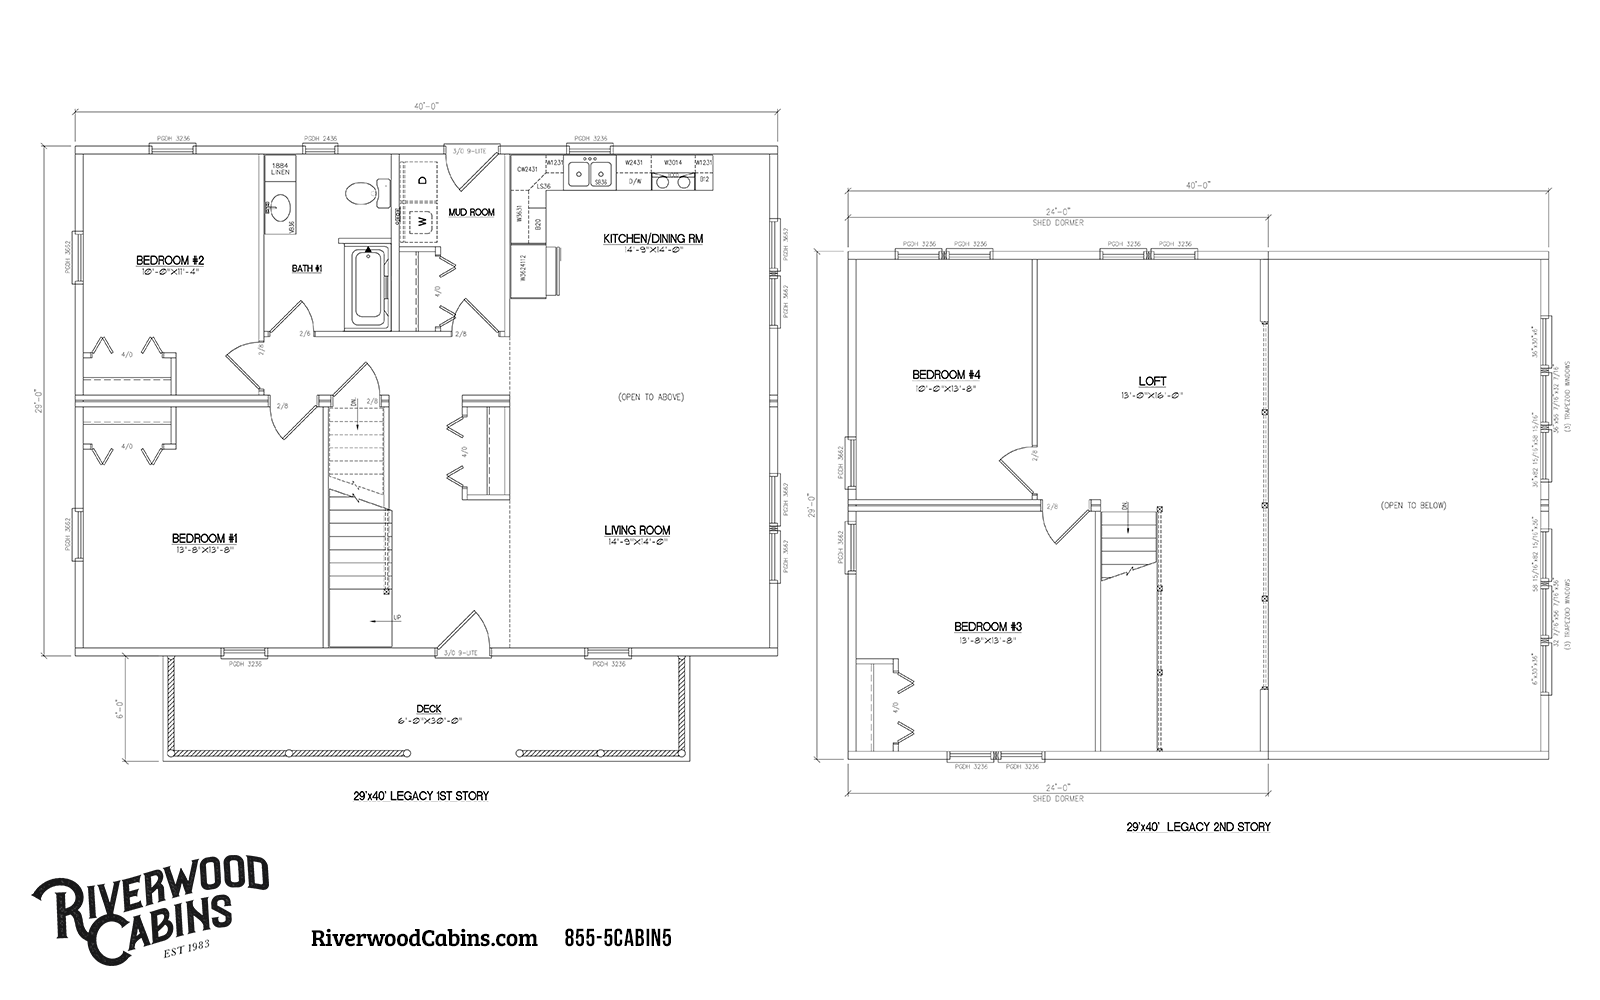 40'-0"
PGDH 3236
PGDH 2436
3/0 9-LITE
PGDH 3236
29'-0"
PGDH 3662
BEDROOM #2
10'-0"X11'-4"
4/0
2/8
1884
LINEN
VB36
BATH #1
2/6
D
W
MUD ROOM
4/0
2/8
CW2431
W1231
SB36
W2431
D/W
W3014
W1231
B12
LS36
W3631
B20
W3624112
KITCHEN/DINING RM
14'-9"X14'-0"
PGDH 3662
PGDH 3662
(OPEN TO ABOVE)
2/8
2/8
DN
4/0
4/0
BEDROOM #1
13'-8"X13'-8"
PGDH 3662
LIVING ROOM
14'-9"X14'-0"
PGDH 3662
PGDH 3662
UP
PGDH 3236
3/0 9-LITE
PGDH 3236
6'-0"
DECK
6'-0"X30'-0"
29'x40' LEGACY 1ST STORY
40'-0"
24'-0"
SHED DORMER
PGDH 3236
PGDH 3236
PGDH 3236
PGDH 3236
29'-0"
BEDROOM #4
10'-0"X13'-8"
LOFT
13'-0"X16'-0"
2/8
PGDH 3662
PGDH 3662
2/8
DN
(OPEN TO BELOW)
(3) TRAPEZOID WINDOWS
(3) TRAPEZOID WINDOWS
BEDROOM #3
13'-8"X13'-8"
4/0
PGDH 3236
PGDH 3236
24'-0"
SHED DORMER
29'x40' LEGACY 2ND STORY
RIVERWOOD
CABINS
EST 1983
RiverwoodCabins.com
855-5CABIN5